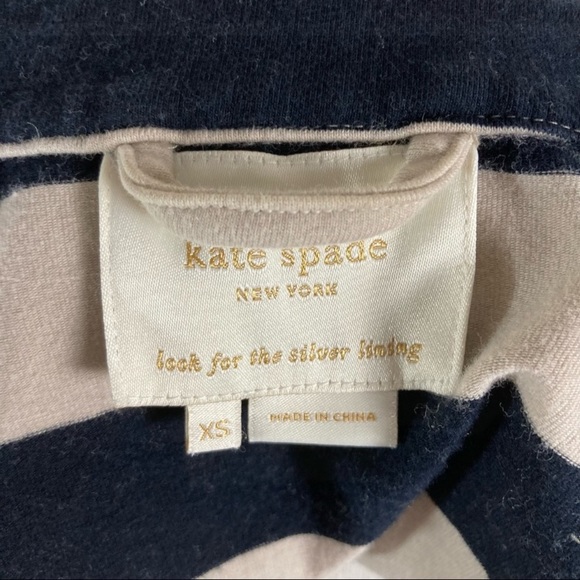 kate spade
NEW YORK
look for the silver lining
XS
MADE IN CHINA